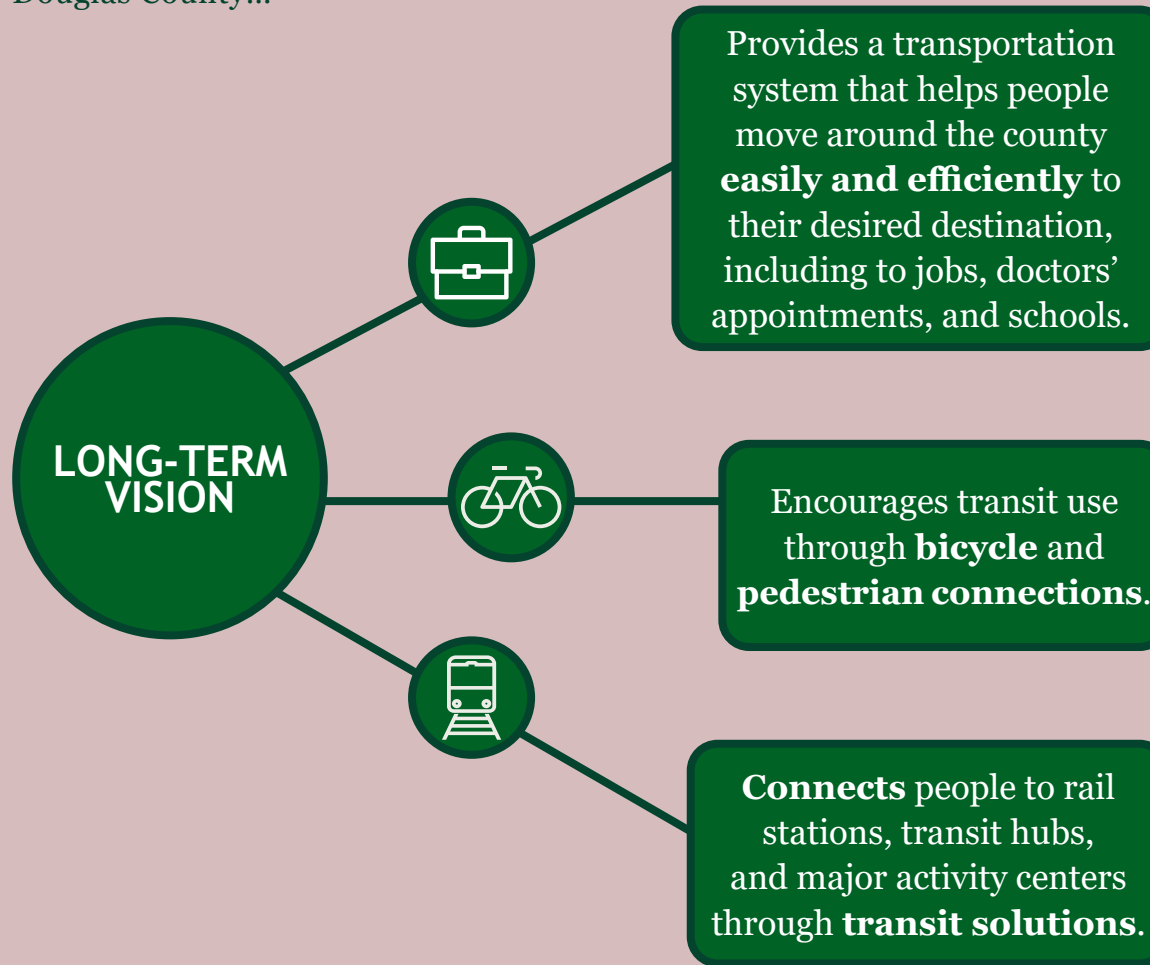 Douglas County...
Provides a transportation
system that helps people
move around the county
easily and efficiently to
their desired destination,
including to jobs, doctors’
appointments, and schools.
LONG-TERM
VISION
Encourages transit use
through bicycle and
pedestrian connections.
Connects people to rail
stations, transit hubs,
and major activity centers
through transit solutions.